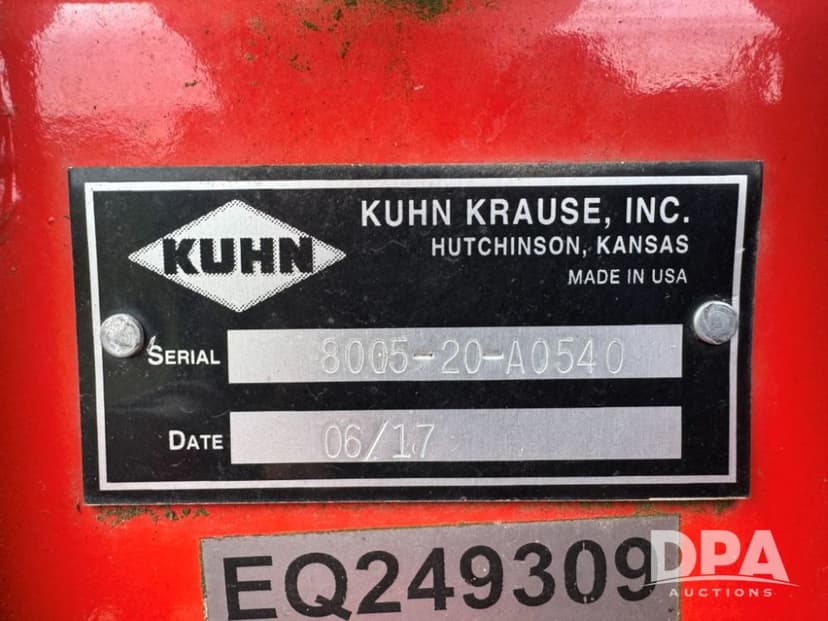 KUHN
KUHN KRAUSE, INC.
HUTCHINSON, KANSAS
MADE IN USA
SERIAL 8005-20-A0540
DATE 06/17
EQ249309
DPA
AUCTIONS